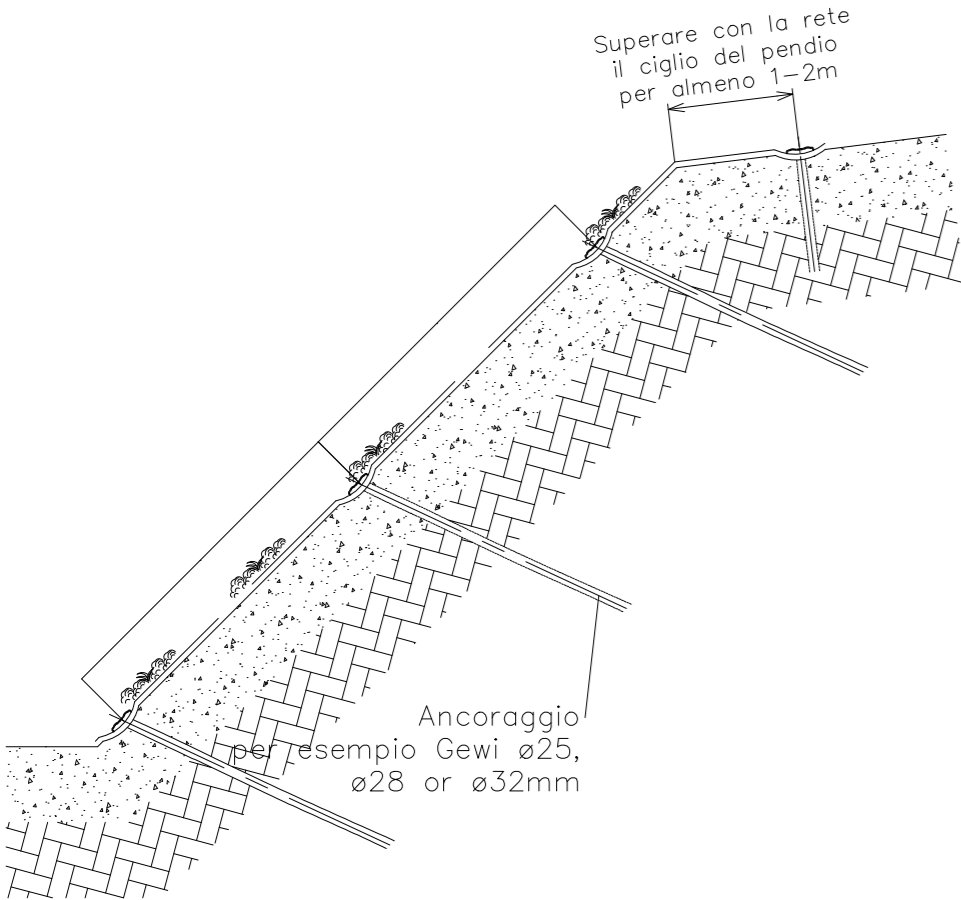 Superare con la rete
il ciglio del pendio
per almeno 1-2m
Ancoraggio
per esempio Gewi ø25,
ø28 or ø32mm